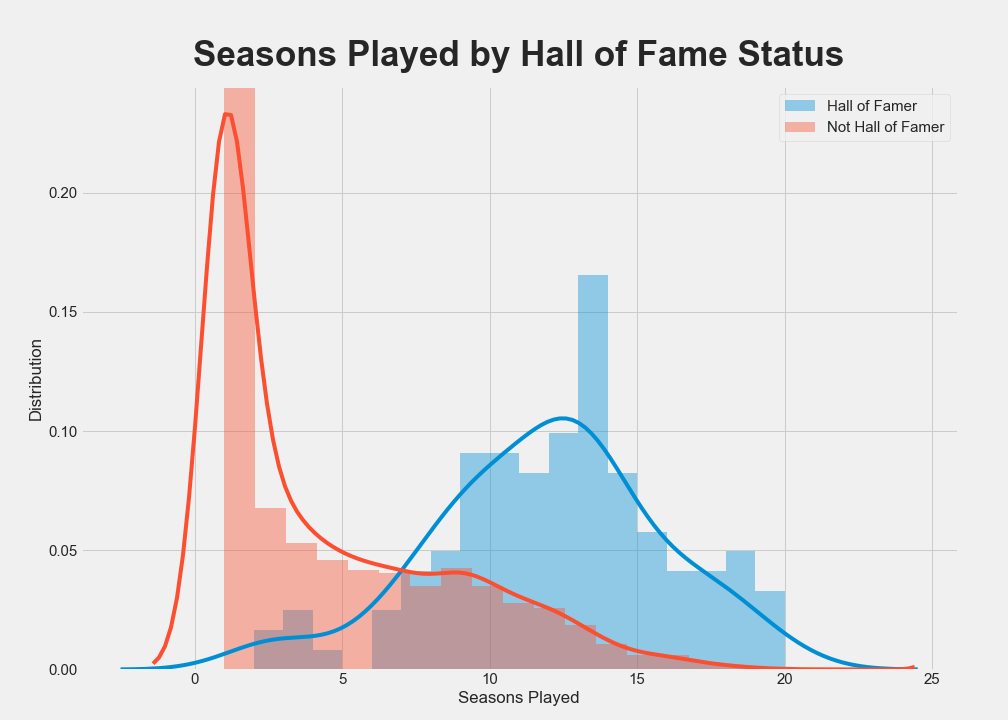 Seasons Played by Hall of Fame Status
Hall of Famer
Not Hall of Famer
Distribution
0.20
0.15
0.10
0.05
0.00
0
5
10
15
20
25
Seasons Played